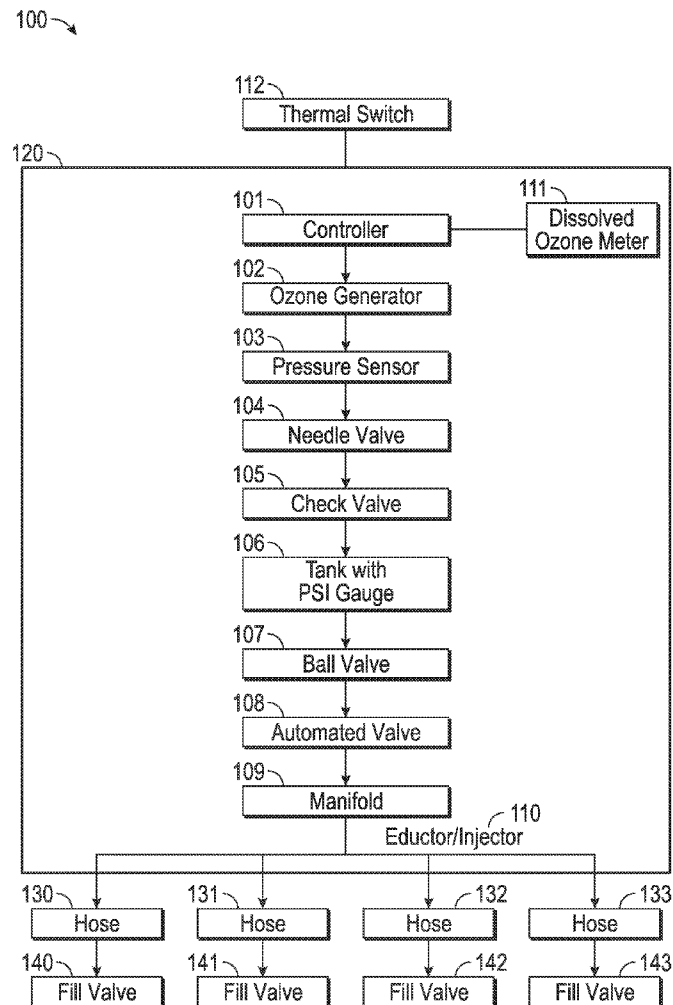 100
112
Thermal Switch
120
101
Controller
111
Dissolved
Ozone Meter
102
Ozone Generator
103
Pressure Sensor
104
Needle Valve
105
Check Valve
106
Tank with
PSI Gauge
107
Ball Valve
108
Automated Valve
109
Manifold
110
Eductor/Injector
130
Hose
131
Hose
132
Hose
133
Hose
140
Fill Valve
141
Fill Valve
142
Fill Valve
143
Fill Valve